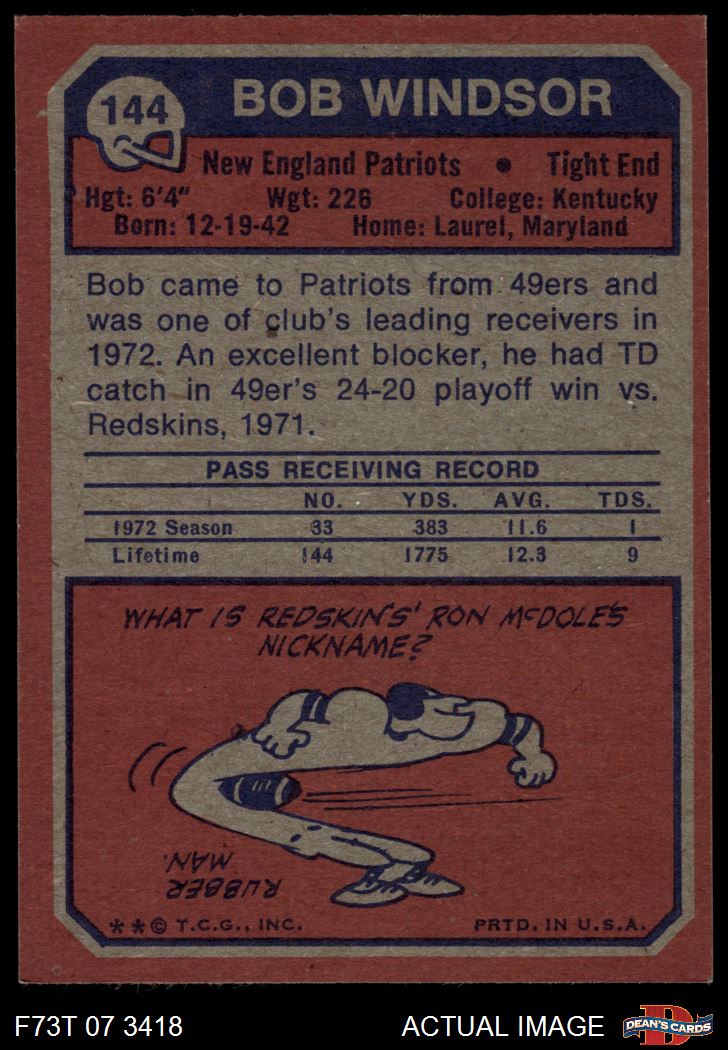 144
BOB WINDSOR
New England Patriots • Tight End
Hgt: 6'4" Wgt: 226 College: Kentucky
Born: 12-19-42 Home: Laurel, Maryland
Bob came to Patriots from 49ers and
was one of club's leading receivers in
1972. An excellent blocker, he had TD
catch in 49er's 24-20 playoff win vs.
Redskins, 1971.
PASS RECEIVING RECORD
NO. YDS. AVG. TDS.
1972 Season 33 383 11.6 1
Lifetime 144 1775 12.3 9
WHAT IS REDSKIN'S' RON McDOLE'S
NICKNAME?
RUBBER
MAN.
**© T.C.G., INC. PRTD. IN U.S.A.
F73T 07 3418 ACTUAL IMAGE
D
DEAN'S CARDS